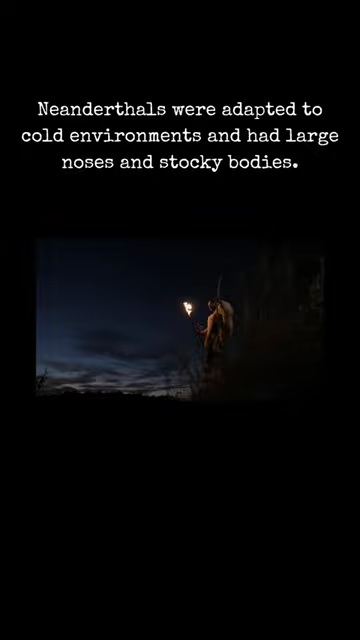 Neanderthals were adapted to
cold environments and had large
noses and stocky bodies.